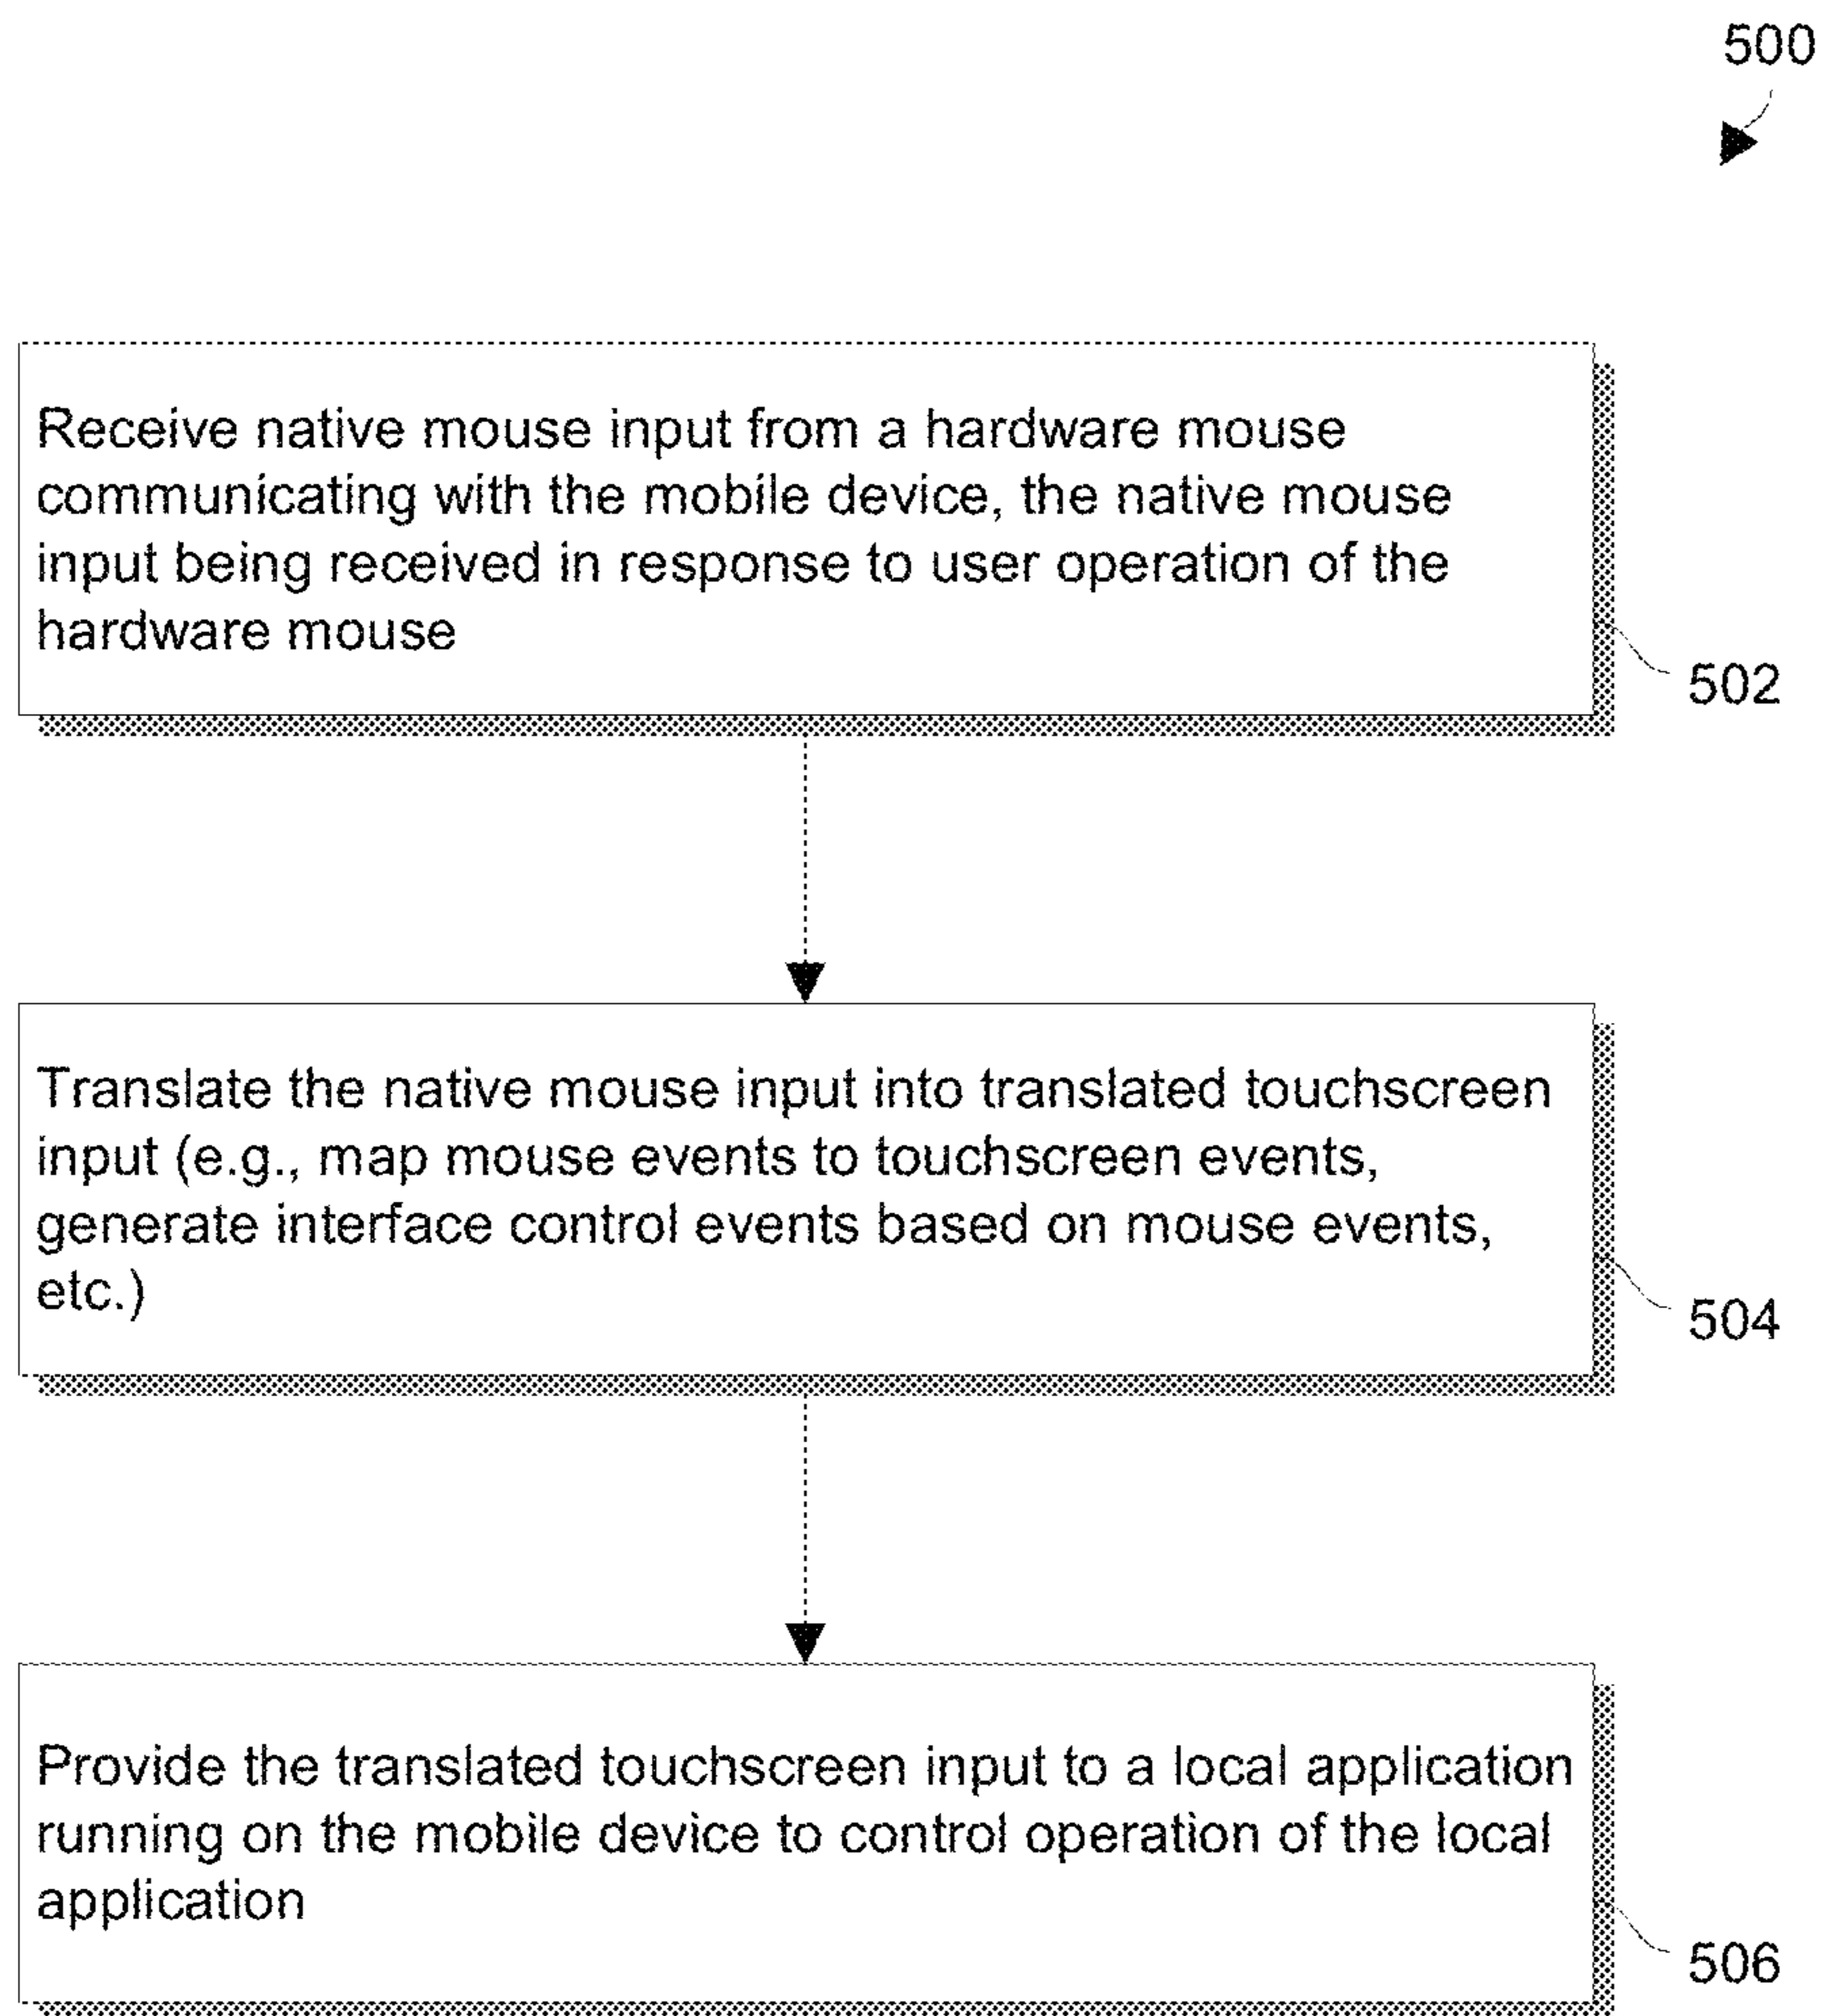 500
Receive native mouse input from a hardware mouse
communicating with the mobile device, the native mouse
input being received in response to user operation of the
hardware mouse
502
Translate the native mouse input into translated touchscreen
input (e.g., map mouse events to touchscreen events,
generate interface control events based on mouse events,
etc.)
504
Provide the translated touchscreen input to a local application
running on the mobile device to control operation of the local
application
506